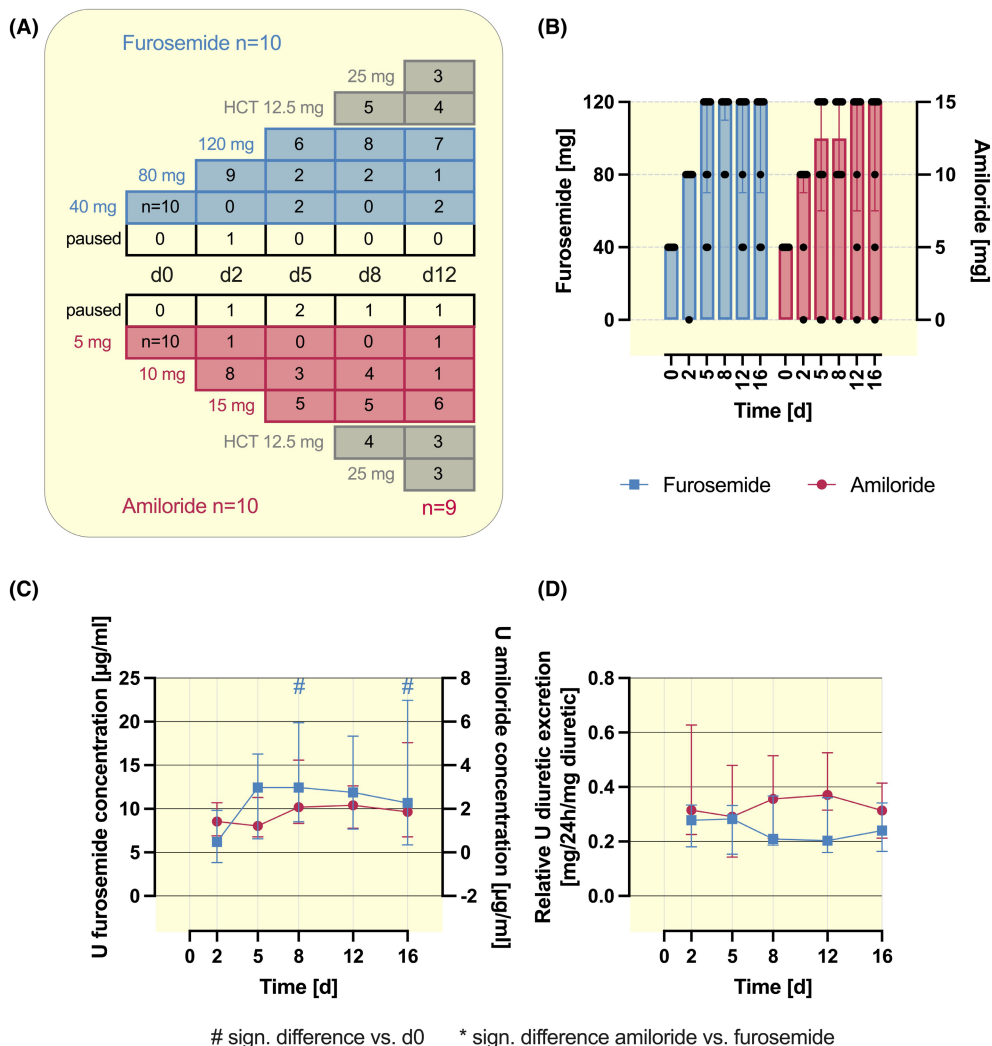 (A)
Furosemide n=10
25 mg 3
HCT 12.5 mg 5 4
120 mg 6 8 7
80 mg 9 2 2 1
40 mg n=10 0 2 0 2
paused 0 1 0 0 0
d0 d2 d5 d8 d12
paused 0 1 2 1 1
5 mg n=10 1 0 0 1
10 mg 8 3 4 1
15 mg 5 5 6
HCT 12.5 mg 4 3
25 mg 3
Amiloride n=10 n=9
(B)
Furosemide [mg]
120
80
40
0
Amiloride [mg]
15
10
5
0
0 2 5 8 12 16 0 2 5 8 12 16
Time [d]
Furosemide Amiloride
(C)
U furosemide concentration [µg/ml]
25
20
15
10
5
0
# #
U amiloride concentration [µg/ml]
8
6
4
2
0
-2
0 2 5 8 12 16
Time [d]
(D)
Relative U diuretic excretion
[mg/24h/mg diuretic]
0.8
0.6
0.4
0.2
0.0
0 2 5 8 12 16
Time [d]
# sign. difference vs. d0 * sign. difference amiloride vs. furosemide